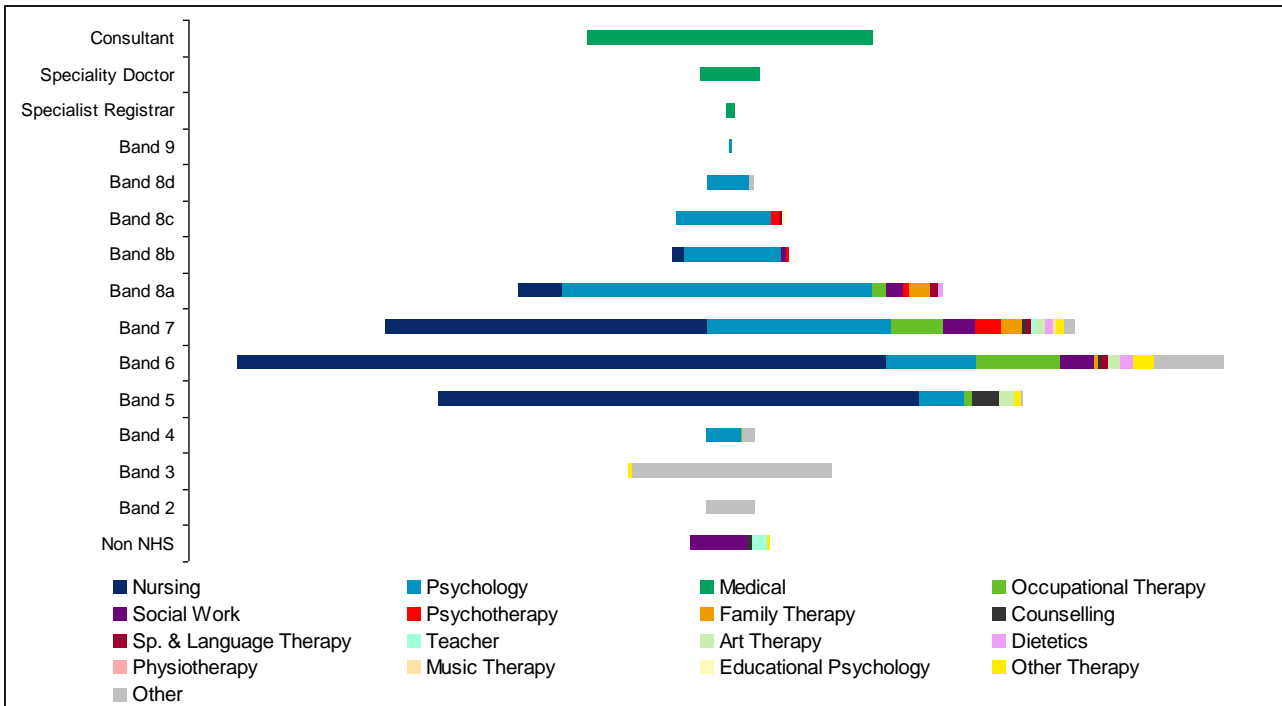 Consultant
Speciality Doctor
Specialist Registrar
Band 9
Band 8d
Band 8c
Band 8b
Band 8a
Band 7
Band 6
Band 5
Band 4
Band 3
Band 2
Non NHS
Nursing Psychology Medical Occupational Therapy
Social Work Psychotherapy Family Therapy Counselling
Sp. & Language Therapy Teacher Art Therapy Dietetics
Physiotherapy Music Therapy Educational Psychology Other Therapy
Other